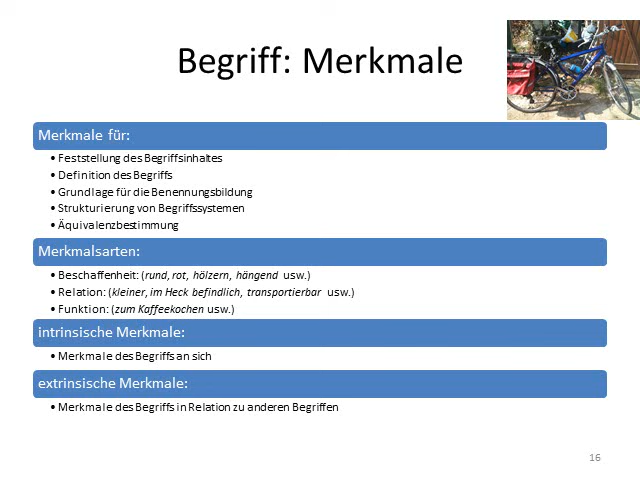 Begriff: Merkmale
Merkmale für:
• Feststellung des Begriffsinhaltes
• Definition des Begriffs
• Grundlage für die Benennungsbildung
• Strukturierung von Begriffssystemen
• Äquivalenzbestimmung
Merkmalsarten:
• Beschaffenheit: (rund, rot, hölzern, hängend usw.)
• Relation: (kleiner, im Heck befindlich, transportierbar usw.)
• Funktion: (zum Kaffeekochen usw.)
intrinsische Merkmale:
• Merkmale des Begriffs an sich
extrinsische Merkmale:
• Merkmale des Begriffs in Relation zu anderen Begriffen
16